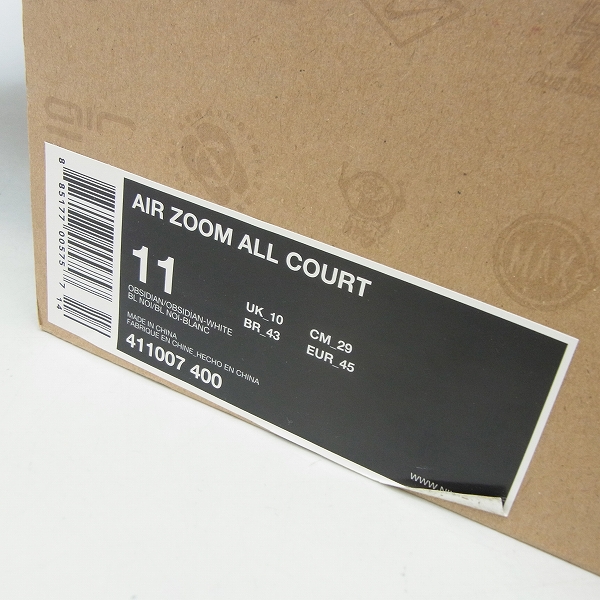 AIR ZOOM ALL COURT
11
OBSIDIAN/OBSIDIAN-WHITE
BL NOI/BL NOI-BLANC
UK_10
BR_43
CM_29
EUR_45
MADE IN CHINA
FABRIQUE EN CHINE_HECHO EN CHINA
411007 400
8 85177 00575 7 14